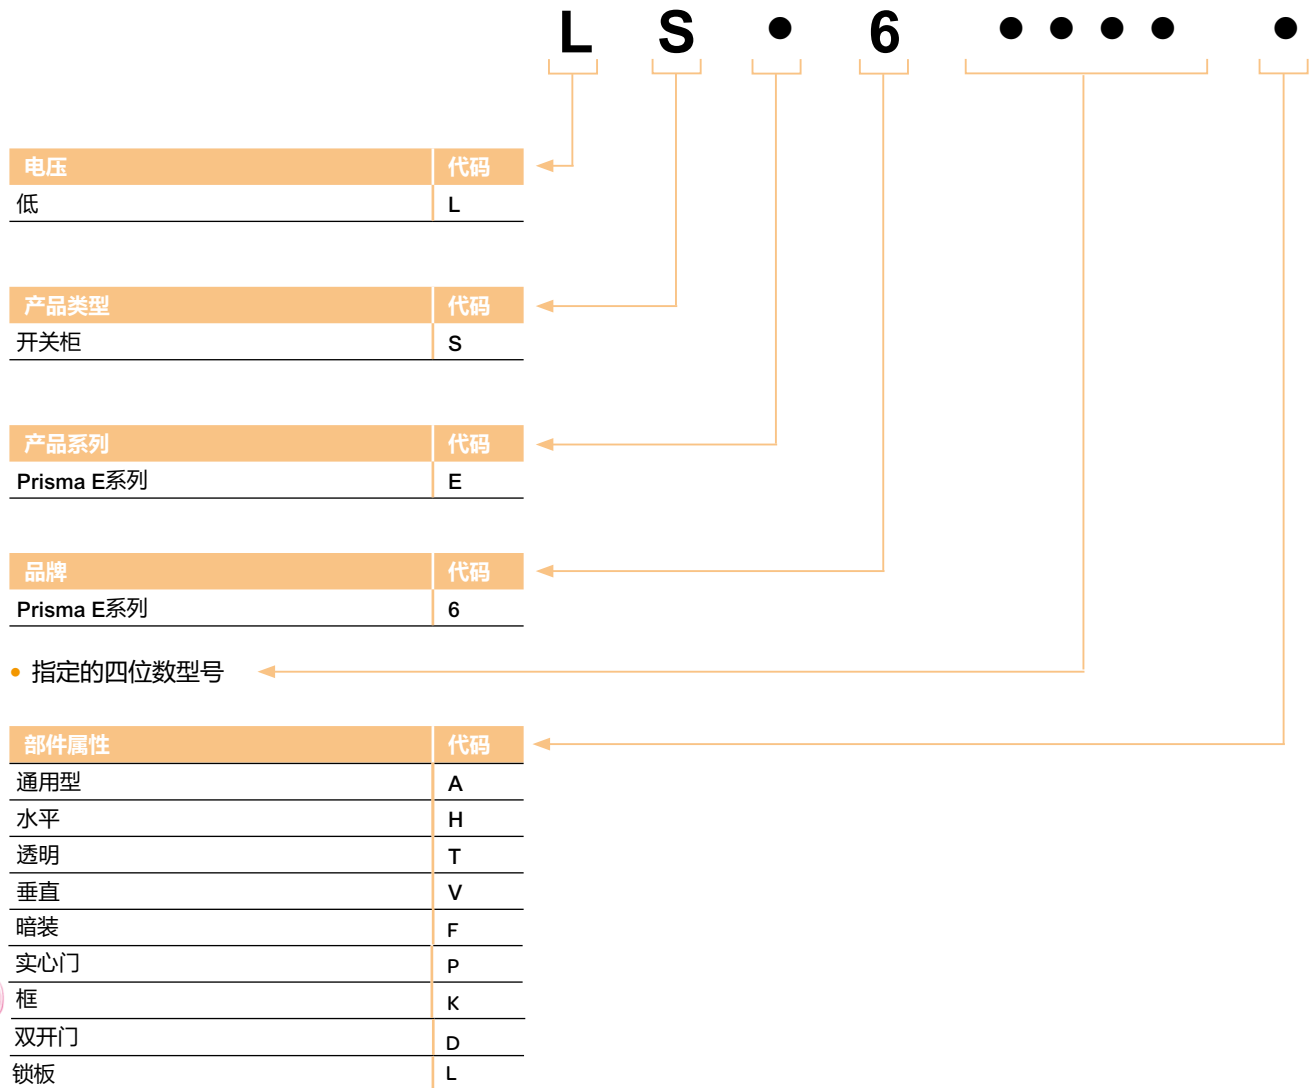 L S • 6 • • • • •
电压 代码
低 L
产品类型 代码
开关柜 S
产品系列 代码
Prisma E系列 E
品牌 代码
Prisma E系列 6
• 指定的四位数型号
部件属性 代码
通用型 A
水平 H
透明 T
垂直 V
暗装 F
实心门 P
框 K
双开门 D
锁板 L